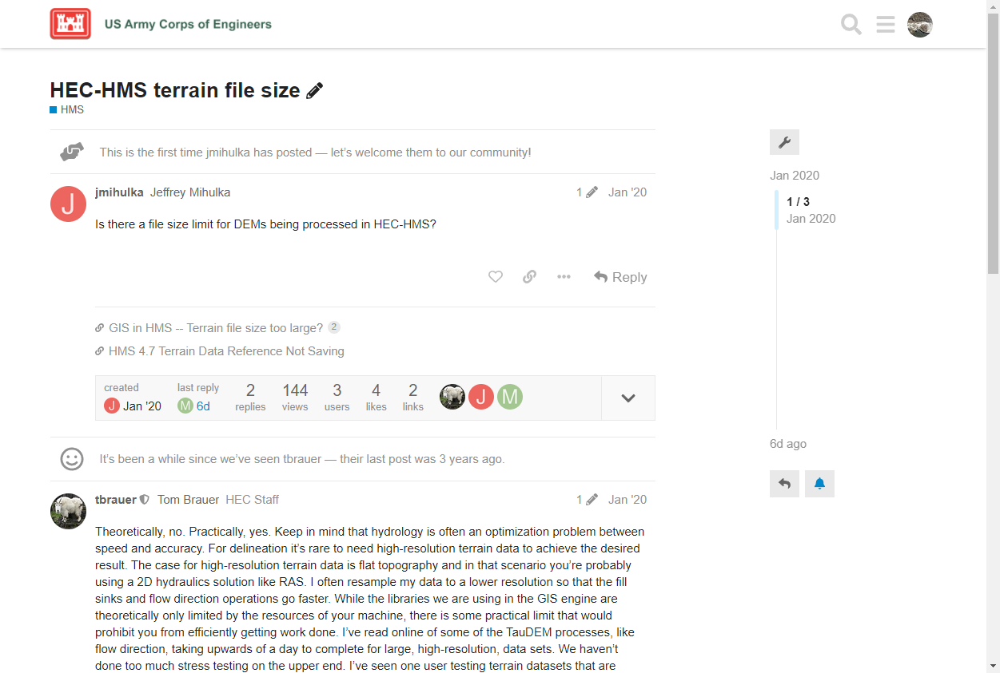 US Army Corps of Engineers
HEC-HMS terrain file size
HMS
This is the first time jmihulka has posted — let's welcome them to our community!
Jan 2020
J
jmihulka Jeffrey Mihulka
1
Jan '20
1 / 3
Jan 2020
Is there a file size limit for DEMs being processed in HEC-HMS?
Reply
GIS in HMS -- Terrain file size too large? 2
HMS 4.7 Terrain Data Reference Not Saving
created
J Jan '20
last reply
M 6d
2
replies
144
views
3
users
4
likes
2
links
J
M
6d ago
It's been a while since we've seen tbrauer — their last post was 3 years ago.
tbrauer Tom Brauer HEC Staff
1
Jan '20
Theoretically, no. Practically, yes. Keep in mind that hydrology is often an optimization problem between
speed and accuracy. For delineation it's rare to need high-resolution terrain data to achieve the desired
result. The case for high-resolution terrain data is flat topography and in that scenario you're probably
using a 2D hydraulics solution like RAS. I often resample my data to a lower resolution so that the fill
sinks and flow direction operations go faster. While the libraries we are using in the GIS engine are
theoretically only limited by the resources of your machine, there is some practical limit that would
prohibit you from efficiently getting work done. I've read online of some of the TauDEM processes, like
flow direction, taking upwards of a day to complete for large, high-resolution, data sets. We haven't
done too much stress testing on the upper end. I've seen one user testing terrain datasets that are